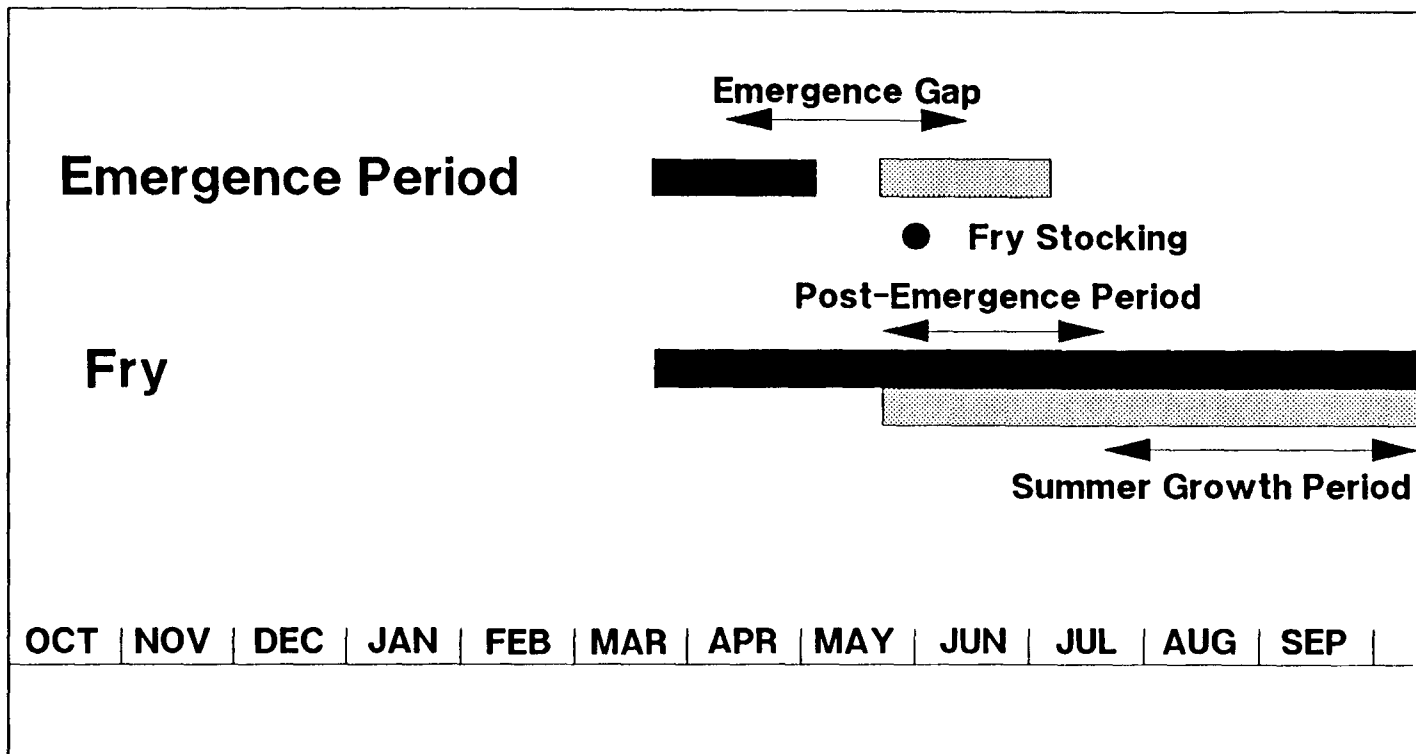 Emergence Gap
Emergence Period
Fry Stocking
Post-Emergence Period
Fry
Summer Growth Period
OCT NOV DEC JAN FEB MAR APR MAY JUN JUL AUG SEP